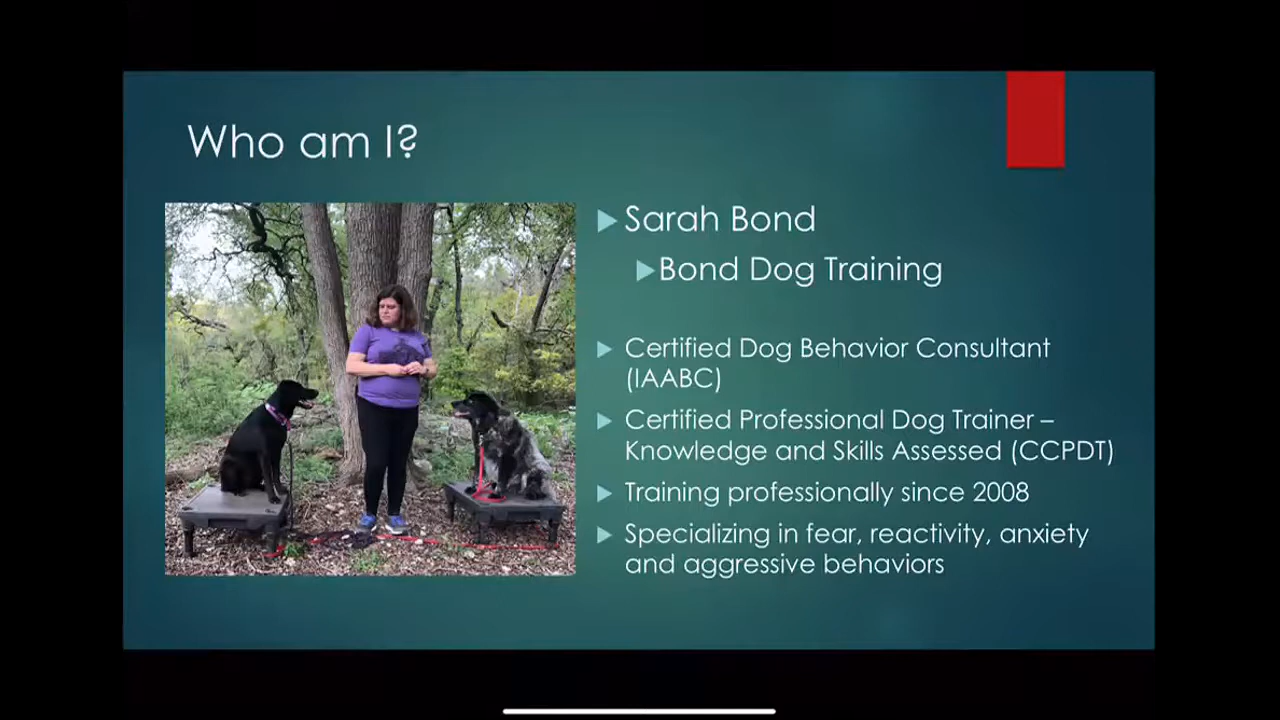 Who am I?
Sarah Bond
Bond Dog Training
Certified Dog Behavior Consultant
(IAABC)
Certified Professional Dog Trainer –
Knowledge and Skills Assessed (CCPDT)
Training professionally since 2008
Specializing in fear, reactivity, anxiety
and aggressive behaviors